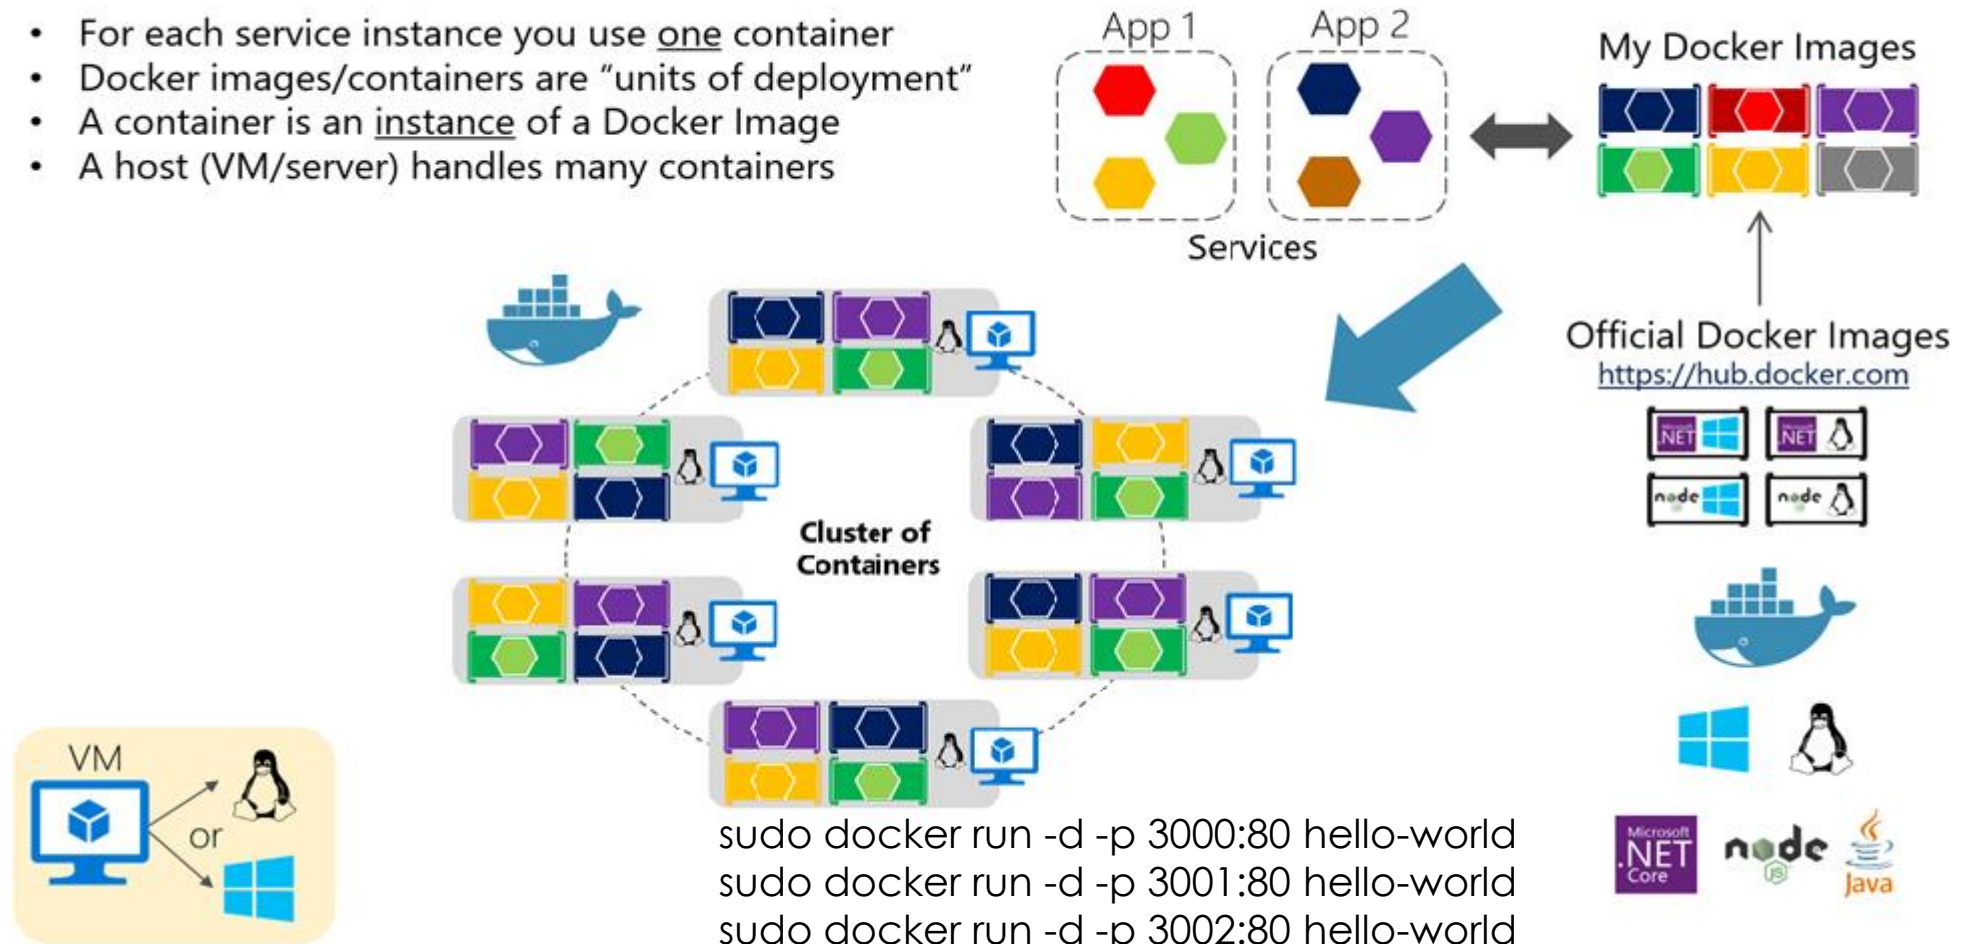 • For each service instance you use one container
• Docker images/containers are “units of deployment”
• A container is an instance of a Docker Image
• A host (VM/server) handles many containers
App 1
App 2
Services
My Docker Images
Official Docker Images
https://hub.docker.com
Microsoft
.NET
Microsoft
.NET
node
node
Cluster of
Containers
VM
or
sudo docker run -d -p 3000:80 hello-world
sudo docker run -d -p 3001:80 hello-world
sudo docker run -d -p 3002:80 hello-world
Microsoft
.NET
Core
node
JS
Java